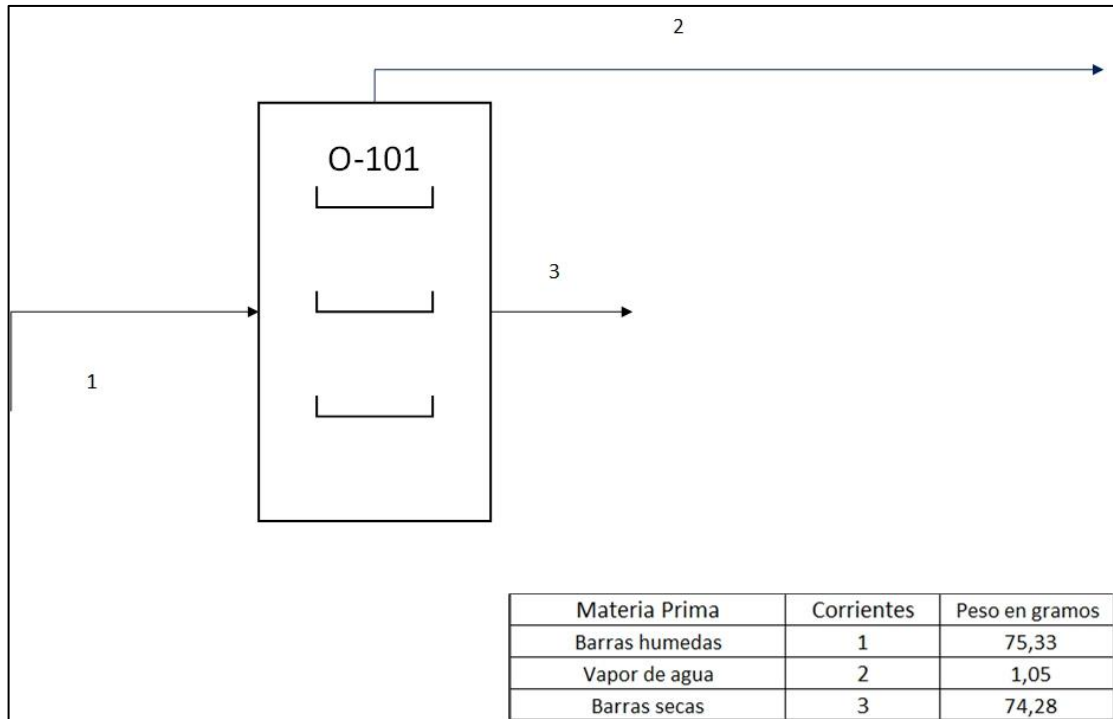 2
O-101
3
1
Materia Prima Corrientes Peso en gramos
Barras humedas 1 75,33
Vapor de agua 2 1,05
Barras secas 3 74,28